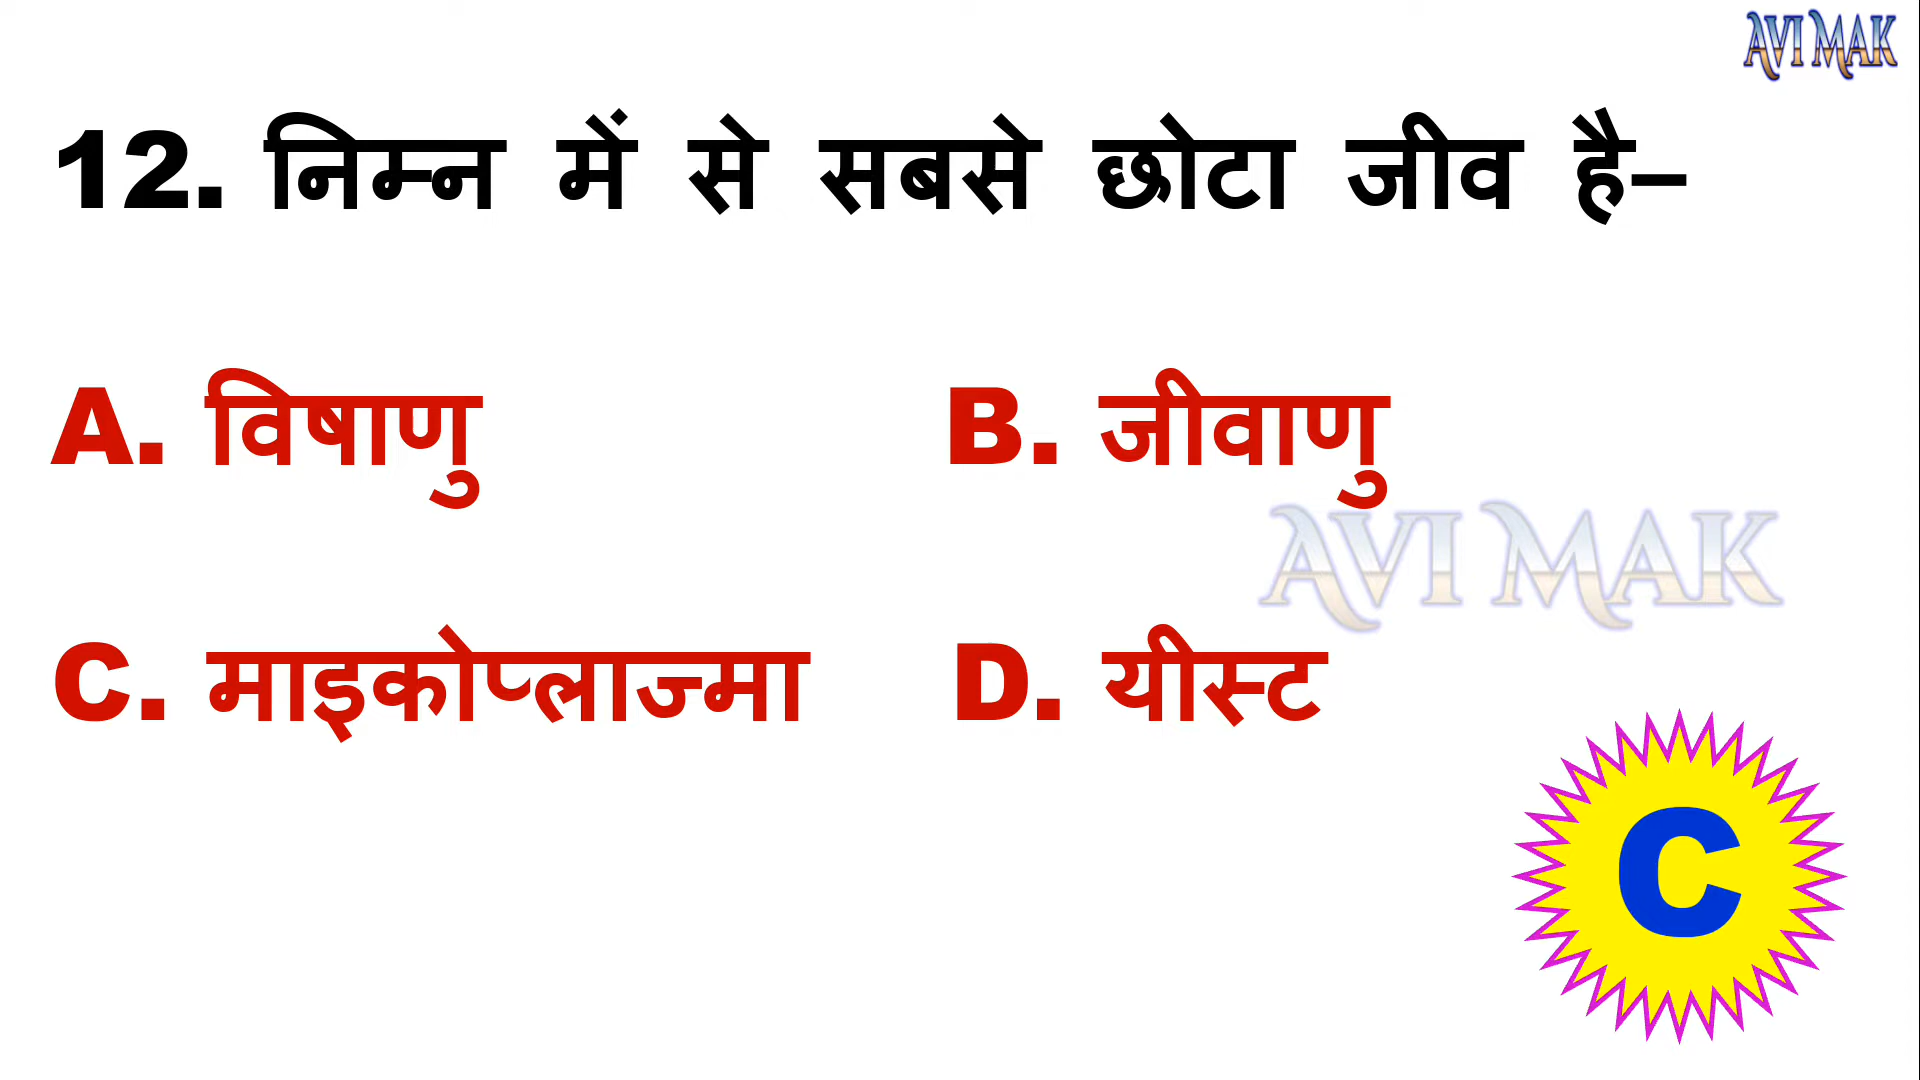 AVI MAK
12. निम्न में से सबसे छोटा जीव है–
A. विषाणु B. जीवाणु
AVI MAK
C. माइकोप्लाज्मा D. यीस्ट
C